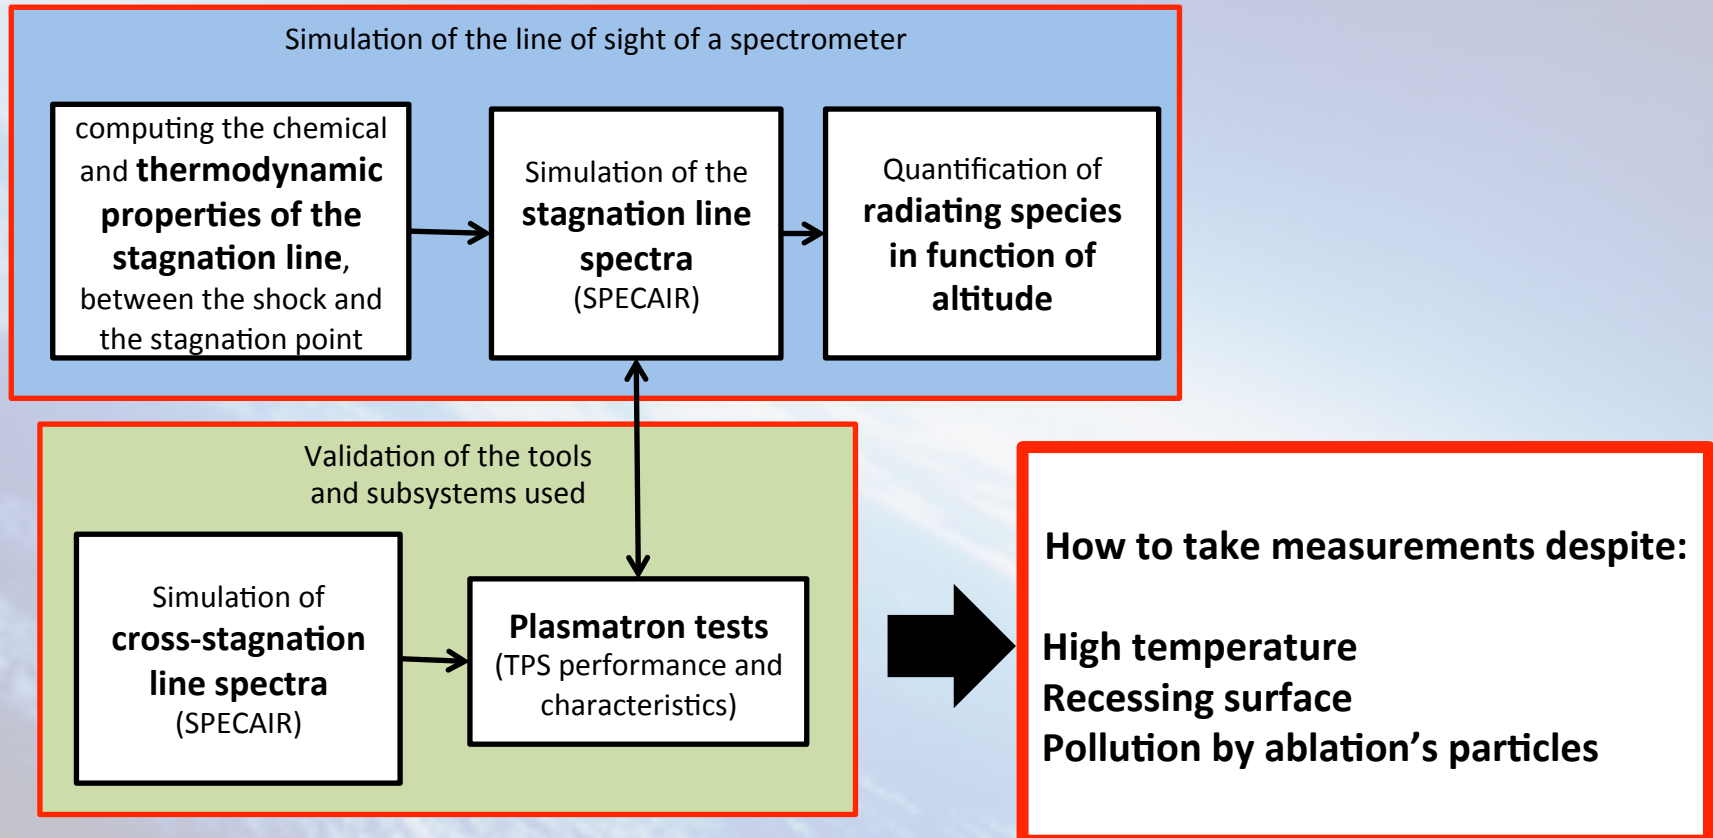 Simulation of the line of sight of a spectrometer
computing the chemical
and thermodynamic
properties of the
stagnation line,
between the shock and
the stagnation point
Simulation of the
stagnation line
spectra
(SPECAIR)
Quantification of
radiating species
in function of
altitude
Validation of the tools
and subsystems used
Simulation of
cross-stagnation
line spectra
(SPECAIR)
Plasmatron tests
(TPS performance and
characteristics)
How to take measurements despite:
High temperature
Recessing surface
Pollution by ablation’s particles